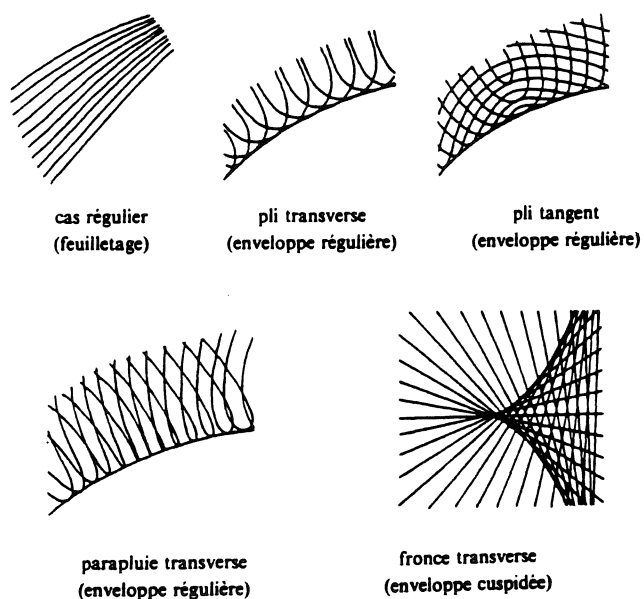 cas régulier
(feuilletage)
pli transverse
(enveloppe régulière)
pli tangent
(enveloppe régulière)
parapluie transverse
(enveloppe régulière)
fronce transverse
(enveloppe cuspidée)